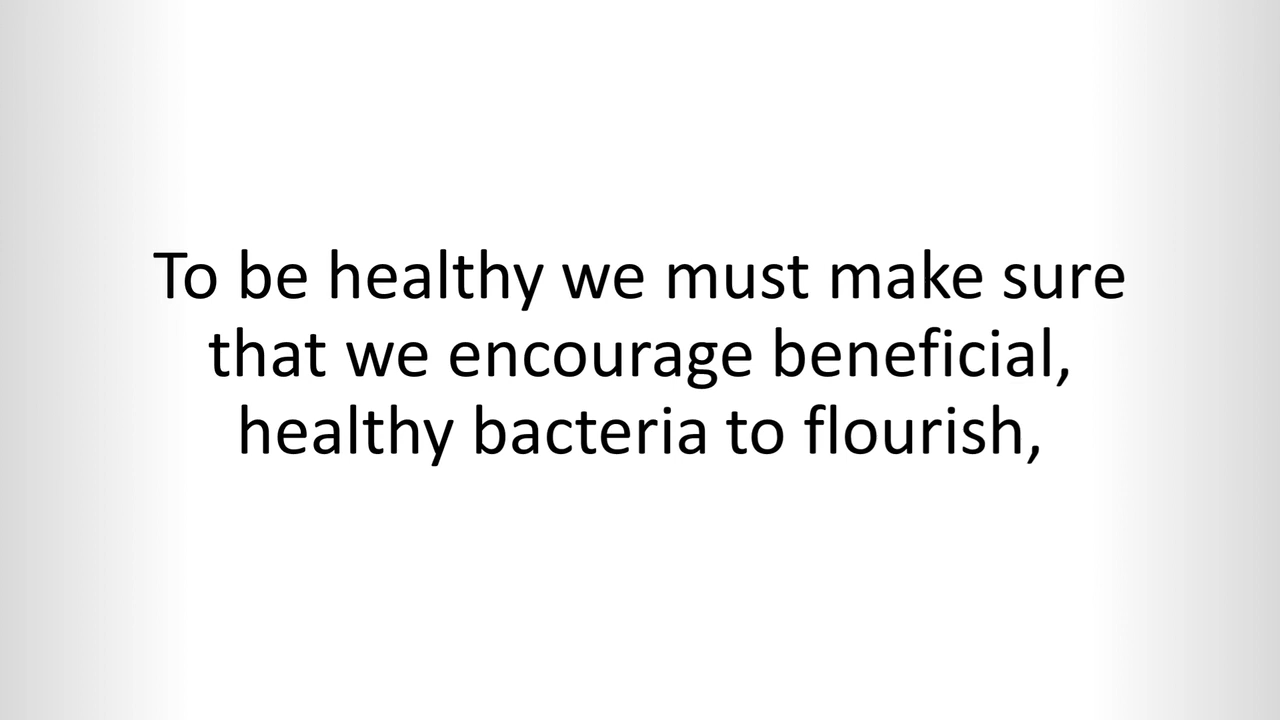 To be healthy we must make sure
that we encourage beneficial,
healthy bacteria to flourish,